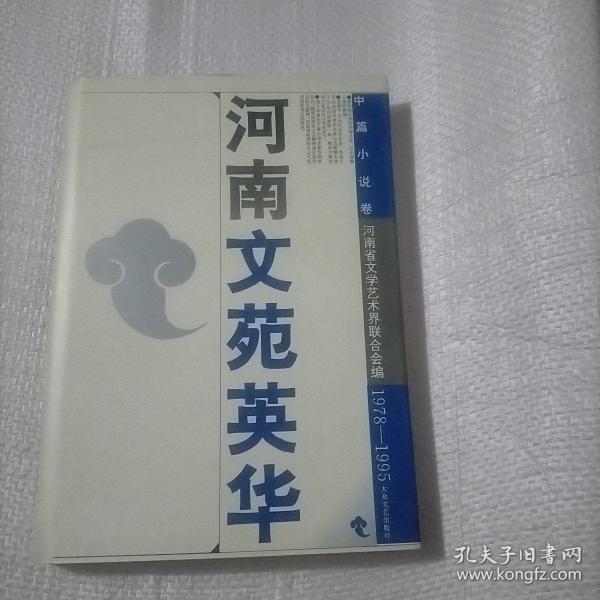 河南文苑英华
中篇小说卷
河南省文学艺术界联合会编
1978—1995
大众文艺出版社
孔夫子旧书网
www.kongfz.com